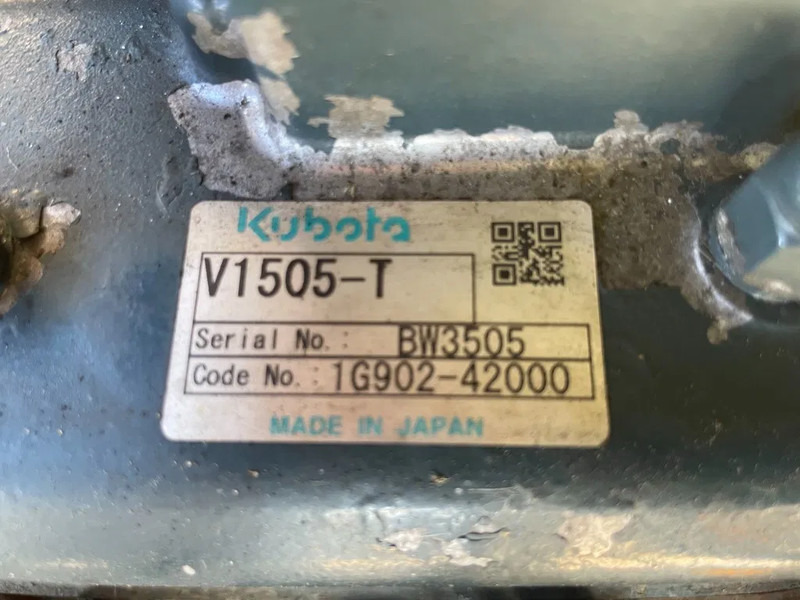 Kubota
V1505-T
Serial No.: BW3505
Code No.: 1G902-42000
MADE IN JAPAN